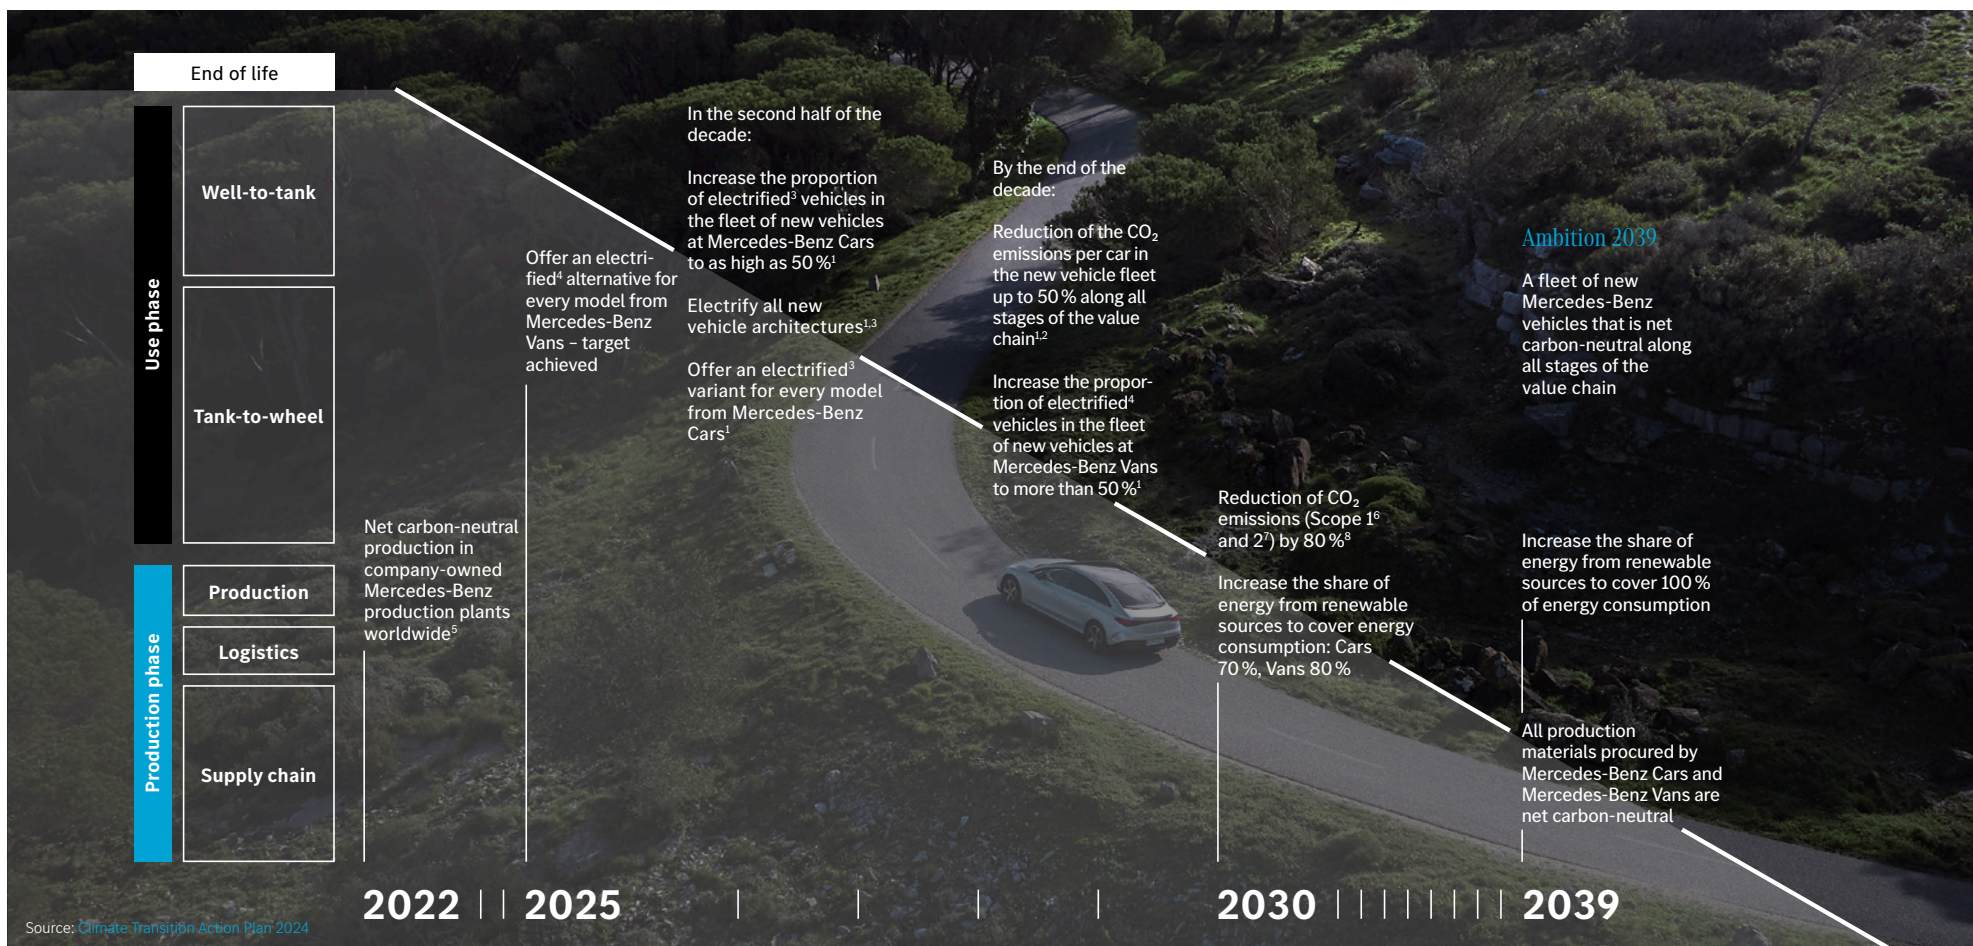 End of life
Use phase
Well-to-tank
Tank-to-wheel
Production phase
Production
Logistics
Supply chain
Net carbon-neutral
production in
company-owned
Mercedes-Benz
production plants
worldwide⁵
Offer an electri-
fied⁴ alternative for
every model from
Mercedes-Benz
Vans – target
achieved
In the second half of the
decade:
Increase the proportion
of electrified³ vehicles in
the fleet of new vehicles
at Mercedes-Benz Cars
to as high as 50 %¹
Electrify all new
vehicle architectures¹,³
Offer an electrified³
variant for every model
from Mercedes-Benz
Cars¹
By the end of the
decade:
Reduction of the CO₂
emissions per car in
the new vehicle fleet
up to 50 % along all
stages of the value
chain¹,²
Increase the propor-
tion of electrified⁴
vehicles in the fleet
of new vehicles at
Mercedes-Benz Vans
to more than 50 %¹
Reduction of CO₂
emissions (Scope 1⁶
and 2⁷) by 80 %⁸
Increase the share of
energy from renewable
sources to cover energy
consumption: Cars
70 %, Vans 80 %
Ambition 2039
A fleet of new
Mercedes-Benz
vehicles that is net
carbon-neutral along
all stages of the
value chain
Increase the share of
energy from renewable
sources to cover 100 %
of energy consumption
All production
materials procured by
Mercedes-Benz Cars and
Mercedes-Benz Vans are
net carbon-neutral
2022 2025 2030 2039
Source: Climate Transition Action Plan 2024